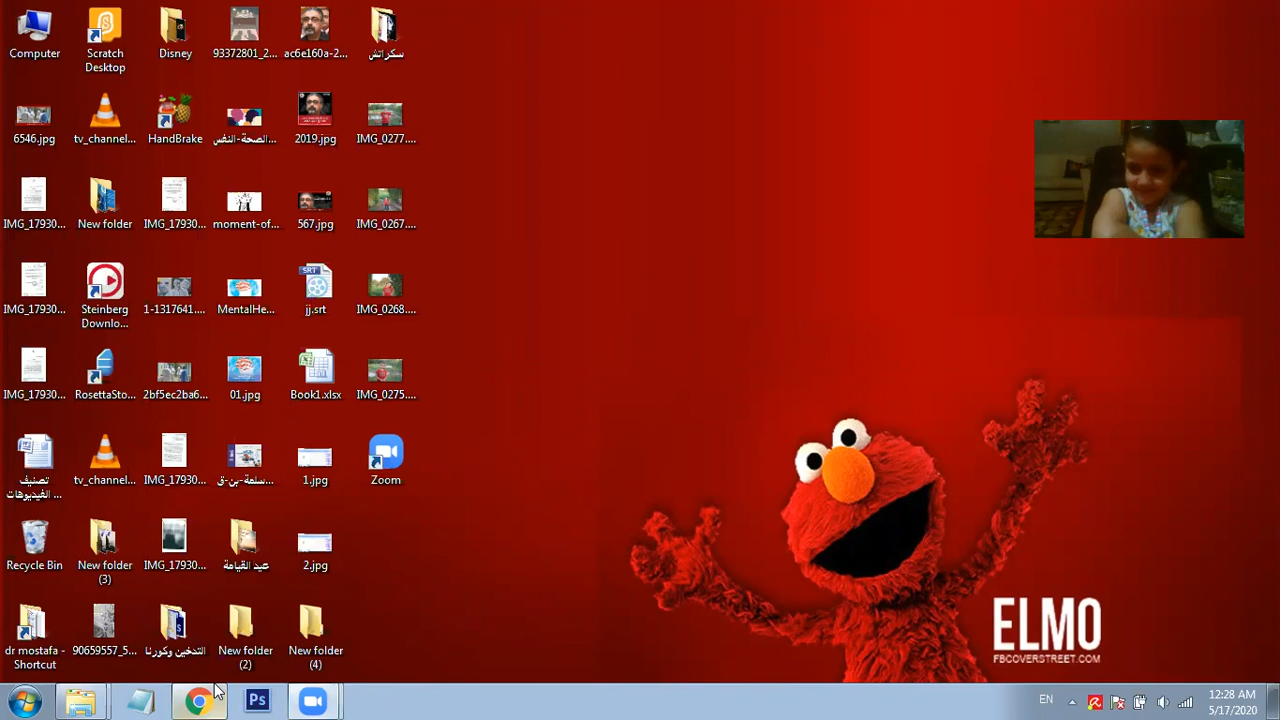 Computer
Scratch
Desktop
Disney
93372801_2...
ac6e160a-2...
سكراتش
6546.jpg
tv_channel...
HandBrake
الصحة-النفس...
2019.jpg
IMG_0277....
IMG_17930...
New folder
IMG_17930...
moment-of...
567.jpg
IMG_0267....
IMG_17930...
Steinberg
Downlo...
1-1317641....
MentalHe...
SRT
jj.srt
IMG_0268....
IMG_17930...
RosettaSto...
2bf5ec2ba6...
01.jpg
Book1.xlsx
IMG_0275....
تصنيف
الفيديوهات ...
tv_channel...
IMG_17930...
سلمة-بن-ق...
1.jpg
Zoom
Recycle Bin
New folder
(3)
IMG_17930...
عيد القيامة
2.jpg
dr mostafa -
Shortcut
90659557_5...
التدخين وكورنا
New folder
(2)
New folder
(4)
ELMO
FBCOVERSTREET.COM
Ps
EN
12:28 AM
5/17/2020